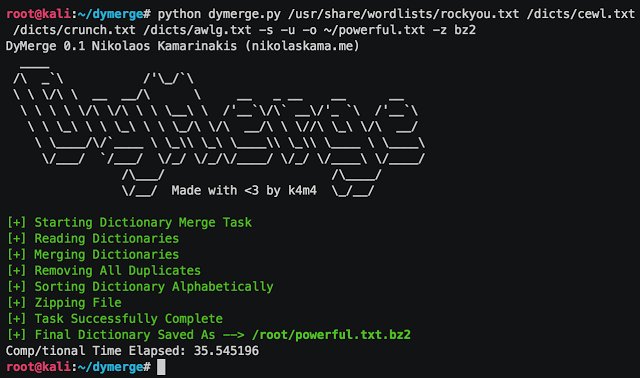 root@kali:~/dymerge# python dymerge.py /usr/share/wordlists/rockyou.txt /dicts/cewl.txt
/dicts/crunch.txt /dicts/awlg.txt -s -u -o ~/powerful.txt -z bz2
DyMerge 0.1 Nikolaos Kamarinakis (nikolaskama.me)
DyMerge
Made with <3 by k4m4
[+] Starting Dictionary Merge Task
[+] Reading Dictionaries
[+] Merging Dictionaries
[+] Removing All Duplicates
[+] Sorting Dictionary Alphabetically
[+] Zipping File
[+] Task Successfully Complete
[+] Final Dictionary Saved As --> /root/powerful.txt.bz2
Comp/tional Time Elapsed: 35.545196
root@kali:~/dymerge#